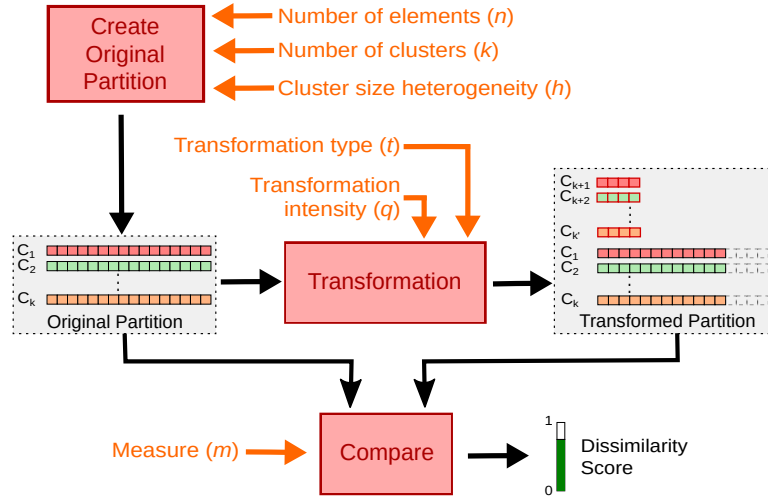 Create
Original
Partition
Number of elements (n)
Number of clusters (k)
Cluster size heterogeneity (h)
Transformation type (t)
Transformation
intensity (q)
C1
C2
Ck
Original Partition
Transformation
Ck+1
Ck+2
Ck'
C1
C2
Ck
Transformed Partition
Measure (m)
Compare
1
0
Dissimilarity
Score